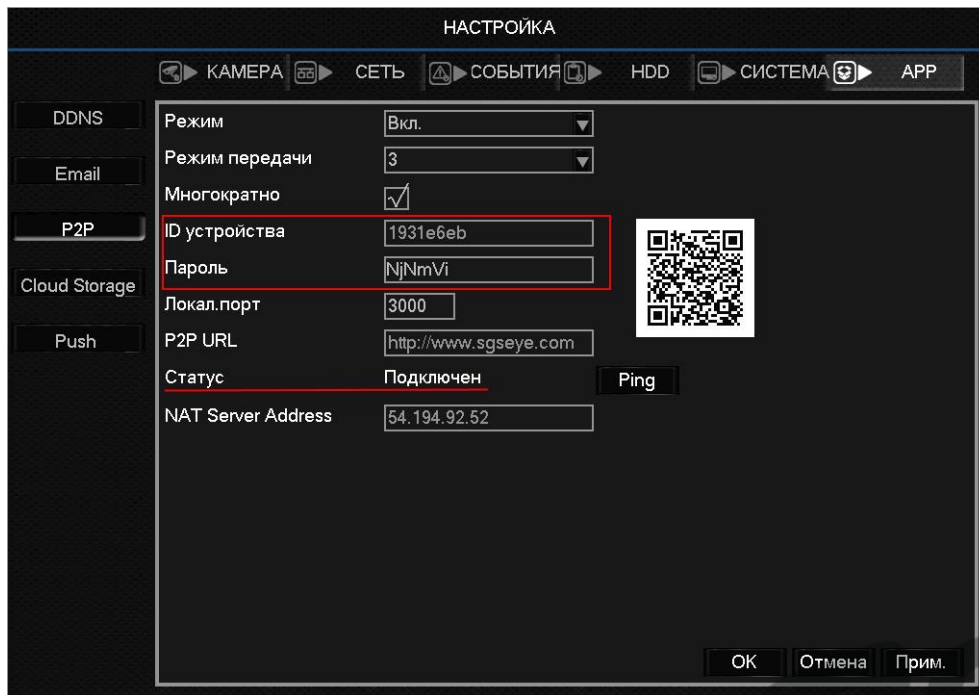 НАСТРОЙКА
КАМЕРА СЕТЬ СОБЫТИЯ HDD СИСТЕМА APP
DDNS
Email
P2P
Cloud Storage
Push
Режим Вкл.
Режим передачи 3
Многократно
ID устройства 1931e6eb
Пароль NjNmVi
Локал.порт 3000
P2P URL http://www.sgseye.com
Статус Подключен Ping
NAT Server Address 54.194.92.52
OK Отмена Прим.